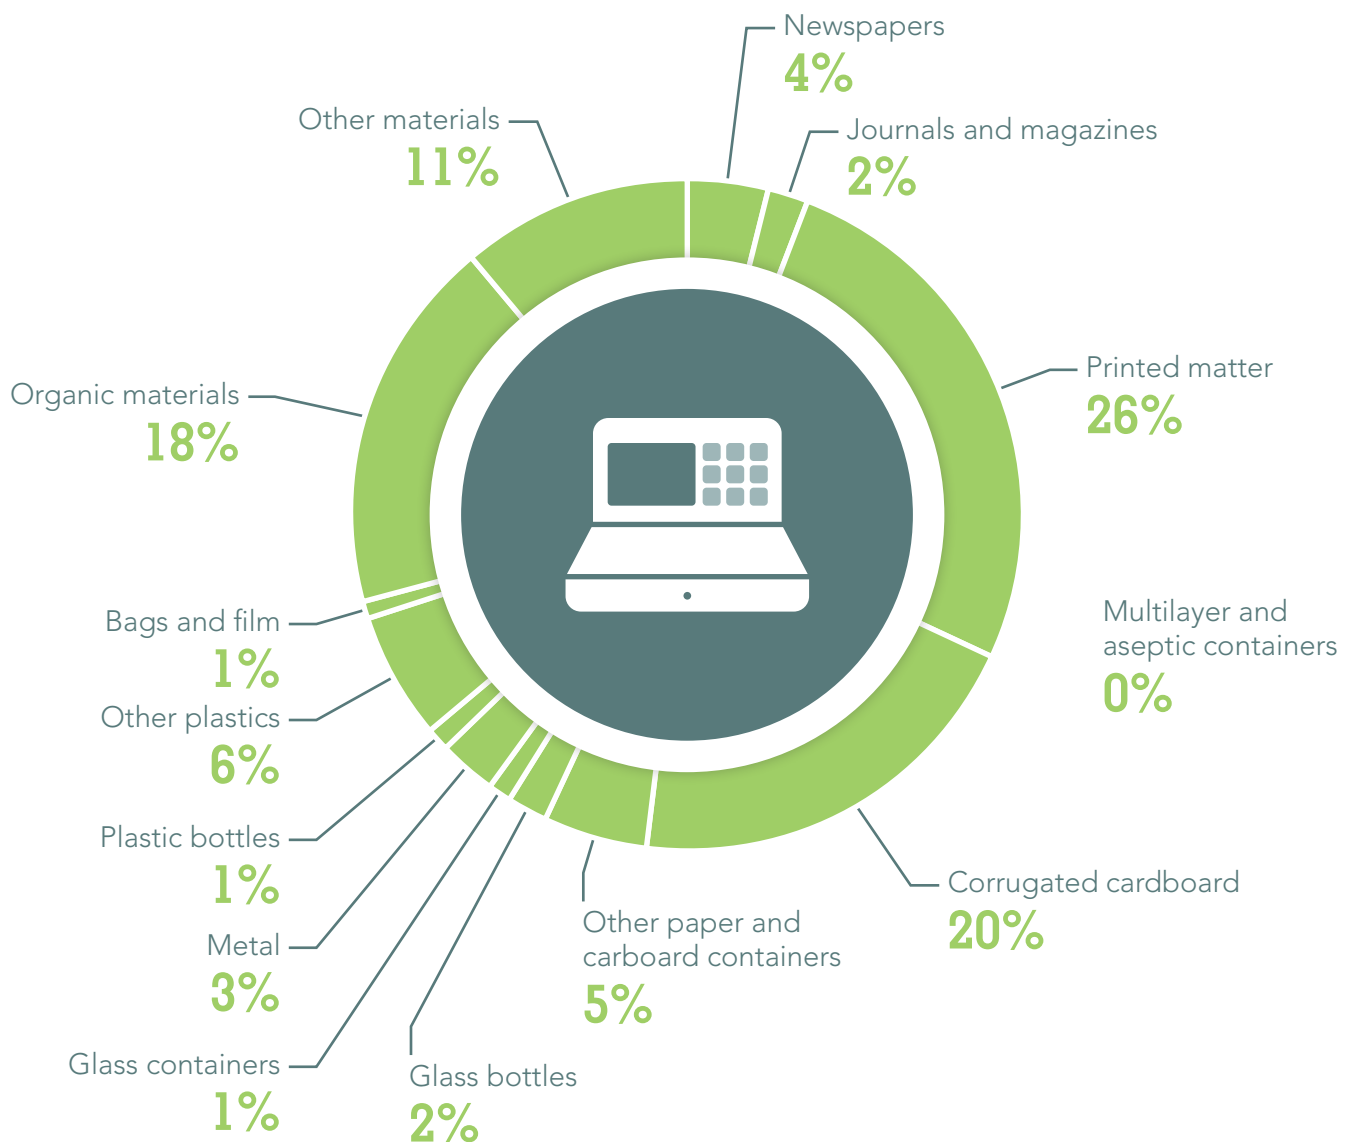 Newspapers
4%
Journals and magazines
2%
Printed matter
26%
Multilayer and
aseptic containers
0%
Corrugated cardboard
20%
Other paper and
carboard containers
5%
Glass bottles
2%
Glass containers
1%
Metal
3%
Plastic bottles
1%
Other plastics
6%
Bags and film
1%
Organic materials
18%
Other materials
11%